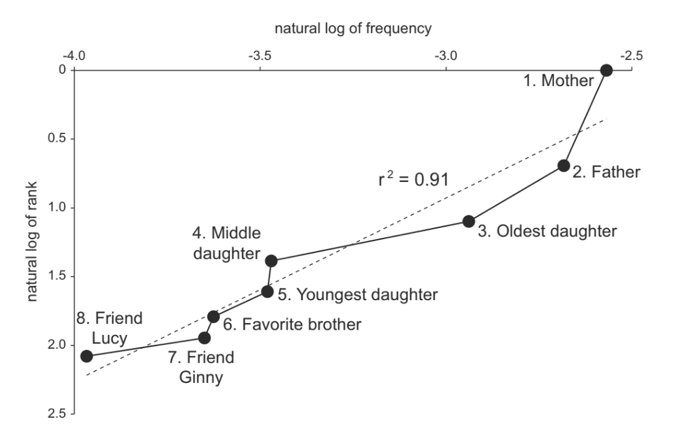 natural log of frequency
-4.0 -3.5 -3.0 -2.5
0
1. Mother
0.5
r² = 0.91
2. Father
1.0
natural log of rank
3. Oldest daughter
4. Middle
daughter
1.5
5. Youngest daughter
8. Friend
Lucy
6. Favorite brother
2.0
7. Friend
Ginny
2.5